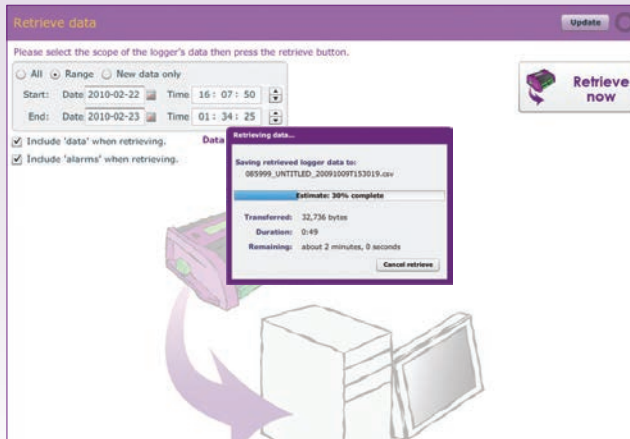 Retrieve data
Update
Please select the scope of the logger's data then press the retrieve button.
All Range New data only
Start: Date 2010-02-22 Time 16: 07: 50
End: Date 2010-02-23 Time 01: 34: 25
Retrieve
now
Include 'data' when retrieving.
Data
Include 'alarms' when retrieving.
Retrieving data...
Saving retrieved logger data to:
085999_UNTITLED_20091009T153019.csv
Estimate: 30% complete
Transferred: 32,736 bytes
Duration: 0:49
Remaining: about 2 minutes, 0 seconds
Cancel retrieve